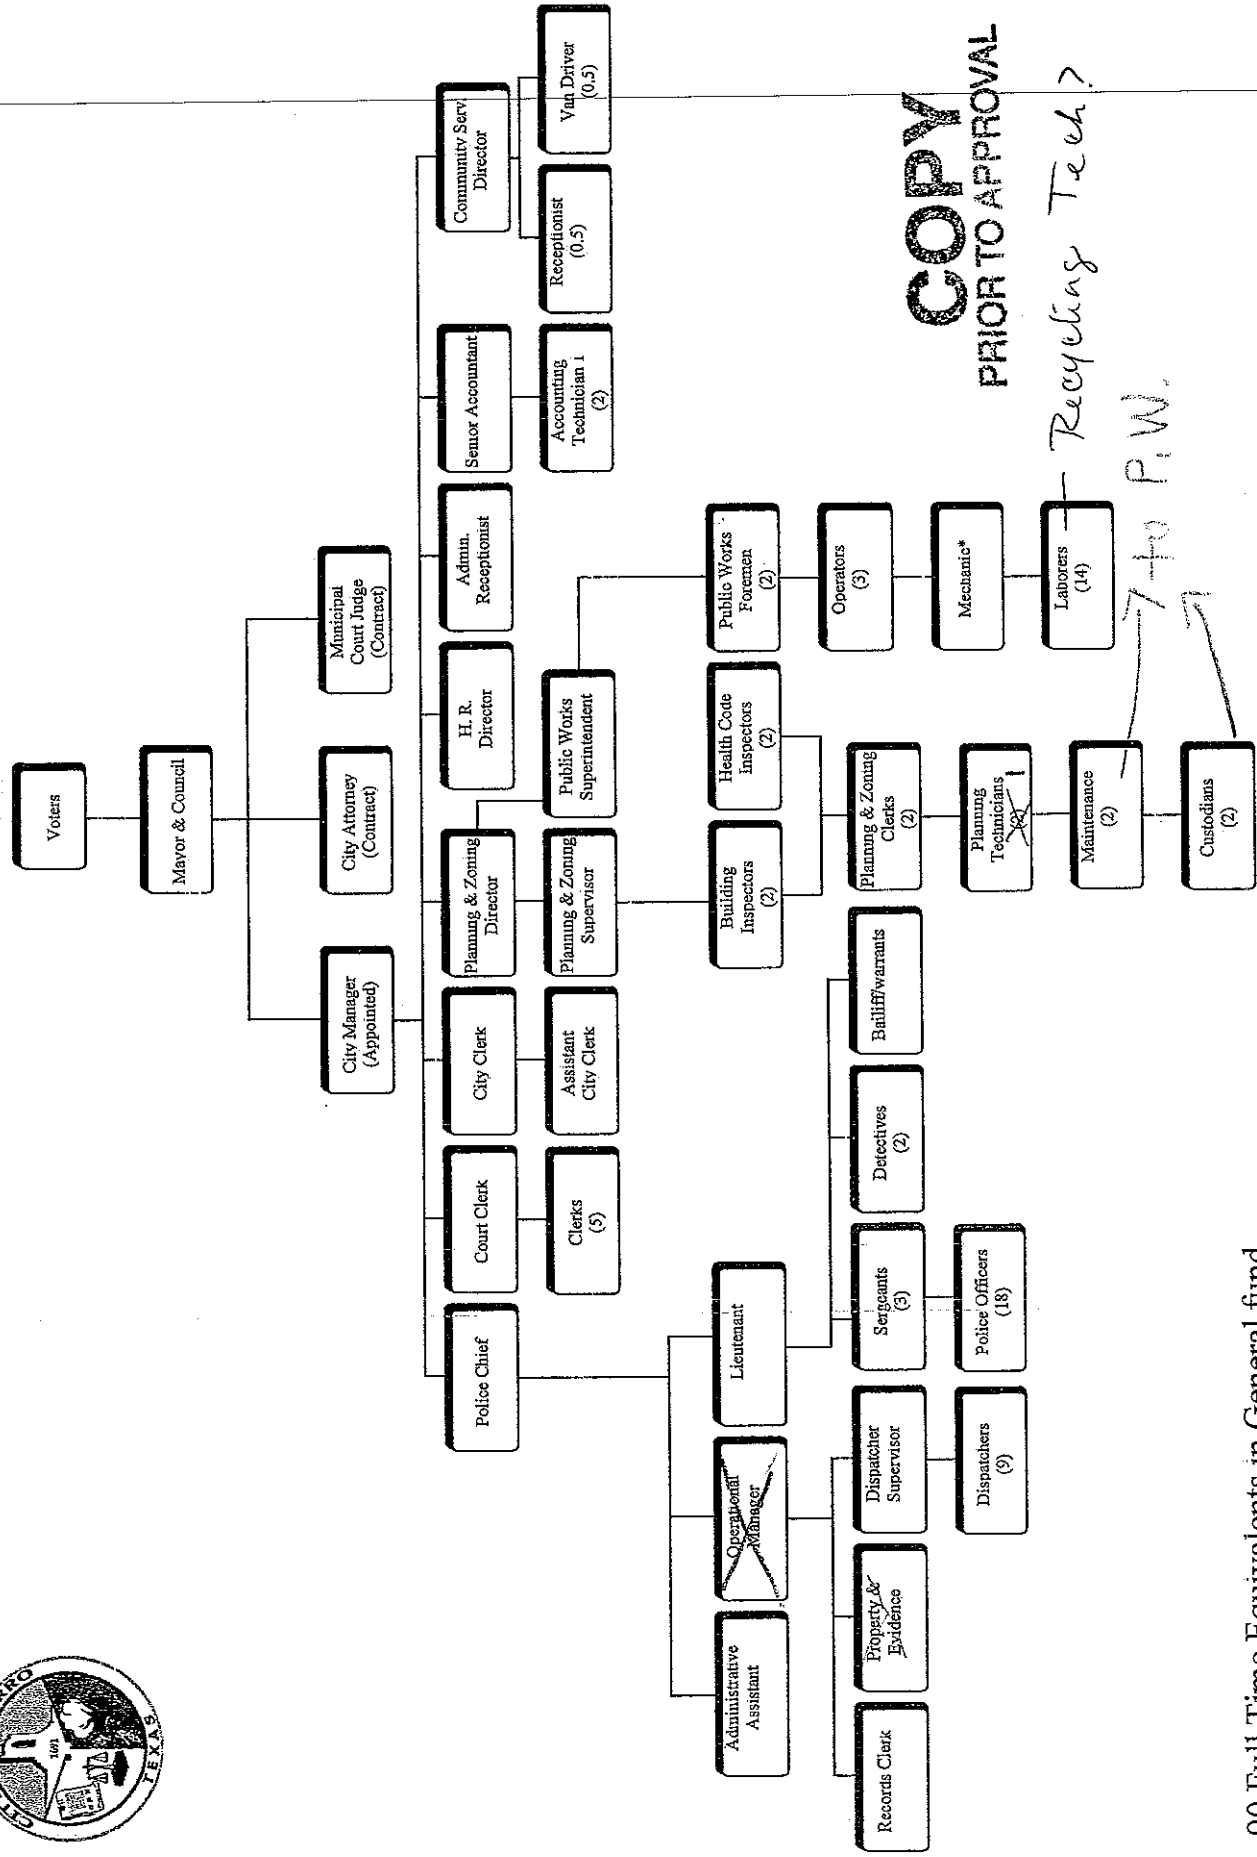 Voters
Mayor & Council
City Manager
(Appointed)
City Attorney
(Contract)
Municipal
Court Judge
(Contract)
Police Chief
Court Clerk
City Clerk
Planning & Zoning
Director
H. R.
Director
Admin.
Receptionist
Senior Accountant
Community Serv.
Director
Clerks
(5)
Assistant
City Clerk
Planning & Zoning
Supervisor
Public Works
Superintendent
Accounting
Technician I
(2)
Receptionist
(0.5)
Van Driver
(0.5)
Administrative
Assistant
Operational
Manager
Lieutenant
Building
Inspectors
(2)
Health Code
Inspectors
(2)
Public Works
Foremen
(2)
Records Clerk
Property &
Evidence
Dispatcher
Supervisor
Sergeants
(3)
Detectives
(2)
Bailiff/warrants
Planning & Zoning
Clerks
(2)
Operators
(3)
Dispatchers
(9)
Police Officers
(18)
Planning
Technicians
(2) 1
Mechanic*
Maintenance
(2)
Laborers
(14)
Custodians
(2)
Recycling Tech?
to P.W.
COPY
PRIOR TO APPROVAL
TEXAS
Full Time Equivalents in General fund